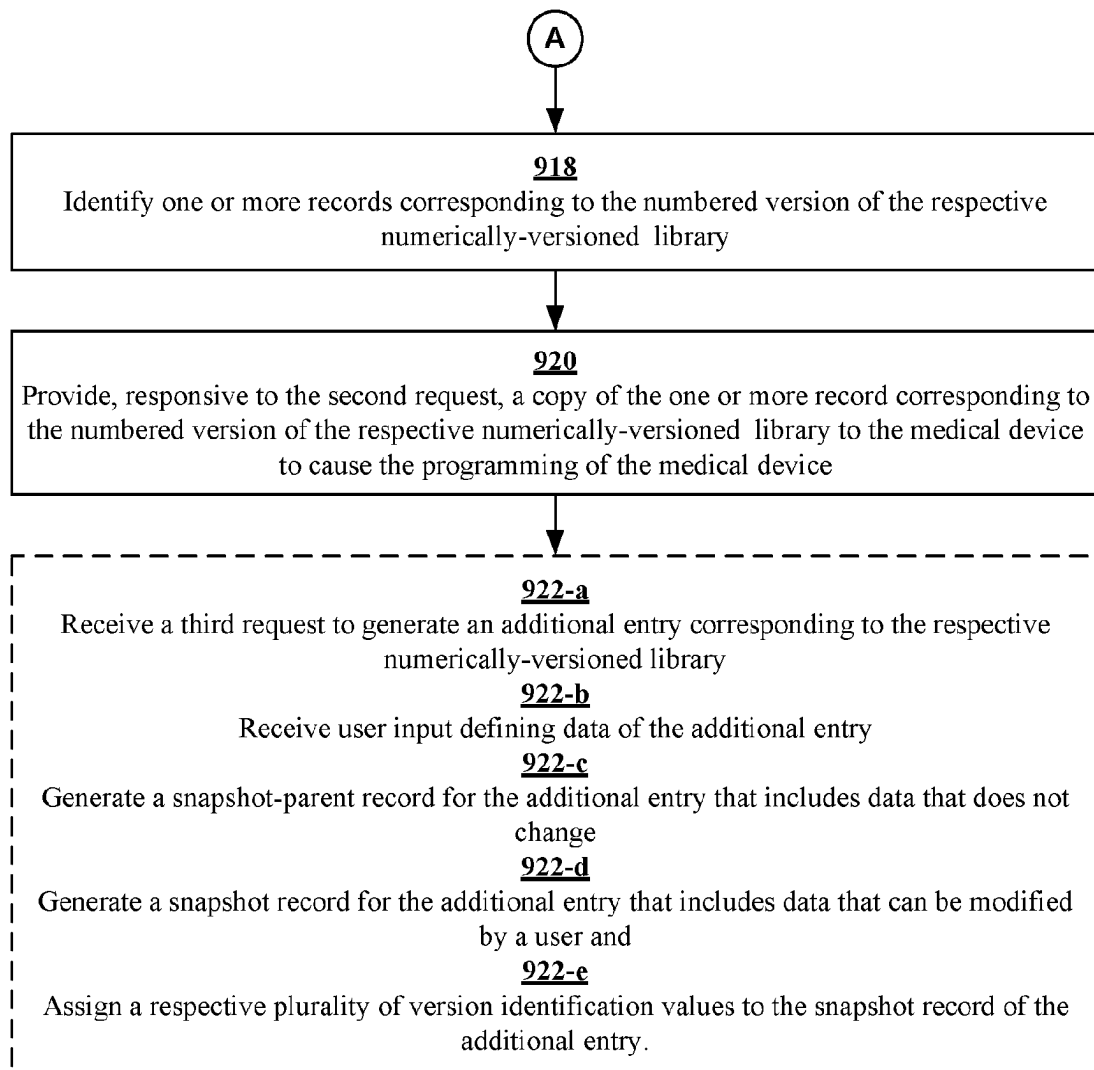 A
918
Identify one or more records corresponding to the numbered version of the respective
numerically-versioned library
920
Provide, responsive to the second request, a copy of the one or more record corresponding to
the numbered version of the respective numerically-versioned library to the medical device
to cause the programming of the medical device
922-a
Receive a third request to generate an additional entry corresponding to the respective
numerically-versioned library
922-b
Receive user input defining data of the additional entry
922-c
Generate a snapshot-parent record for the additional entry that includes data that does not
change
922-d
Generate a snapshot record for the additional entry that includes data that can be modified
by a user and
922-e
Assign a respective plurality of version identification values to the snapshot record of the
additional entry.